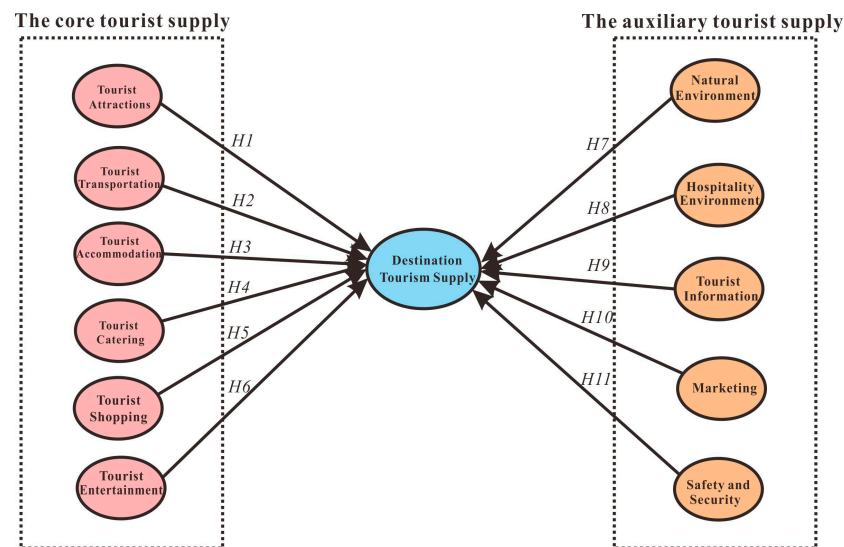 The core tourist supply
Tourist
Attractions
Tourist
Transportation
Tourist
Accommodation
Tourist
Catering
Tourist
Shopping
Tourist
Entertainment
H1
H2
H3
H4
H5
H6
Destination
Tourism Supply
The auxiliary tourist supply
H7
H8
H9
H10
H11
Natural
Environment
Hospitality
Environment
Tourist
Information
Marketing
Safety and
Security